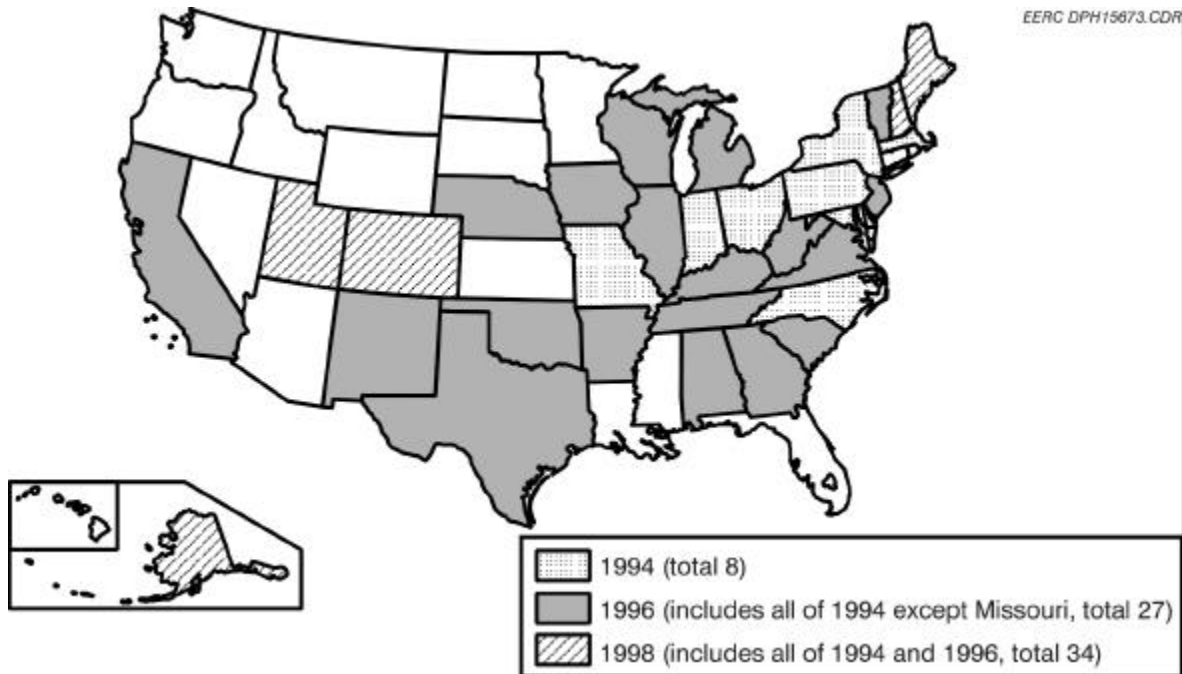 EERC DPH15673.CDR
1994 (total 8)
1996 (includes all of 1994 except Missouri, total 27)
1998 (includes all of 1994 and 1996, total 34)